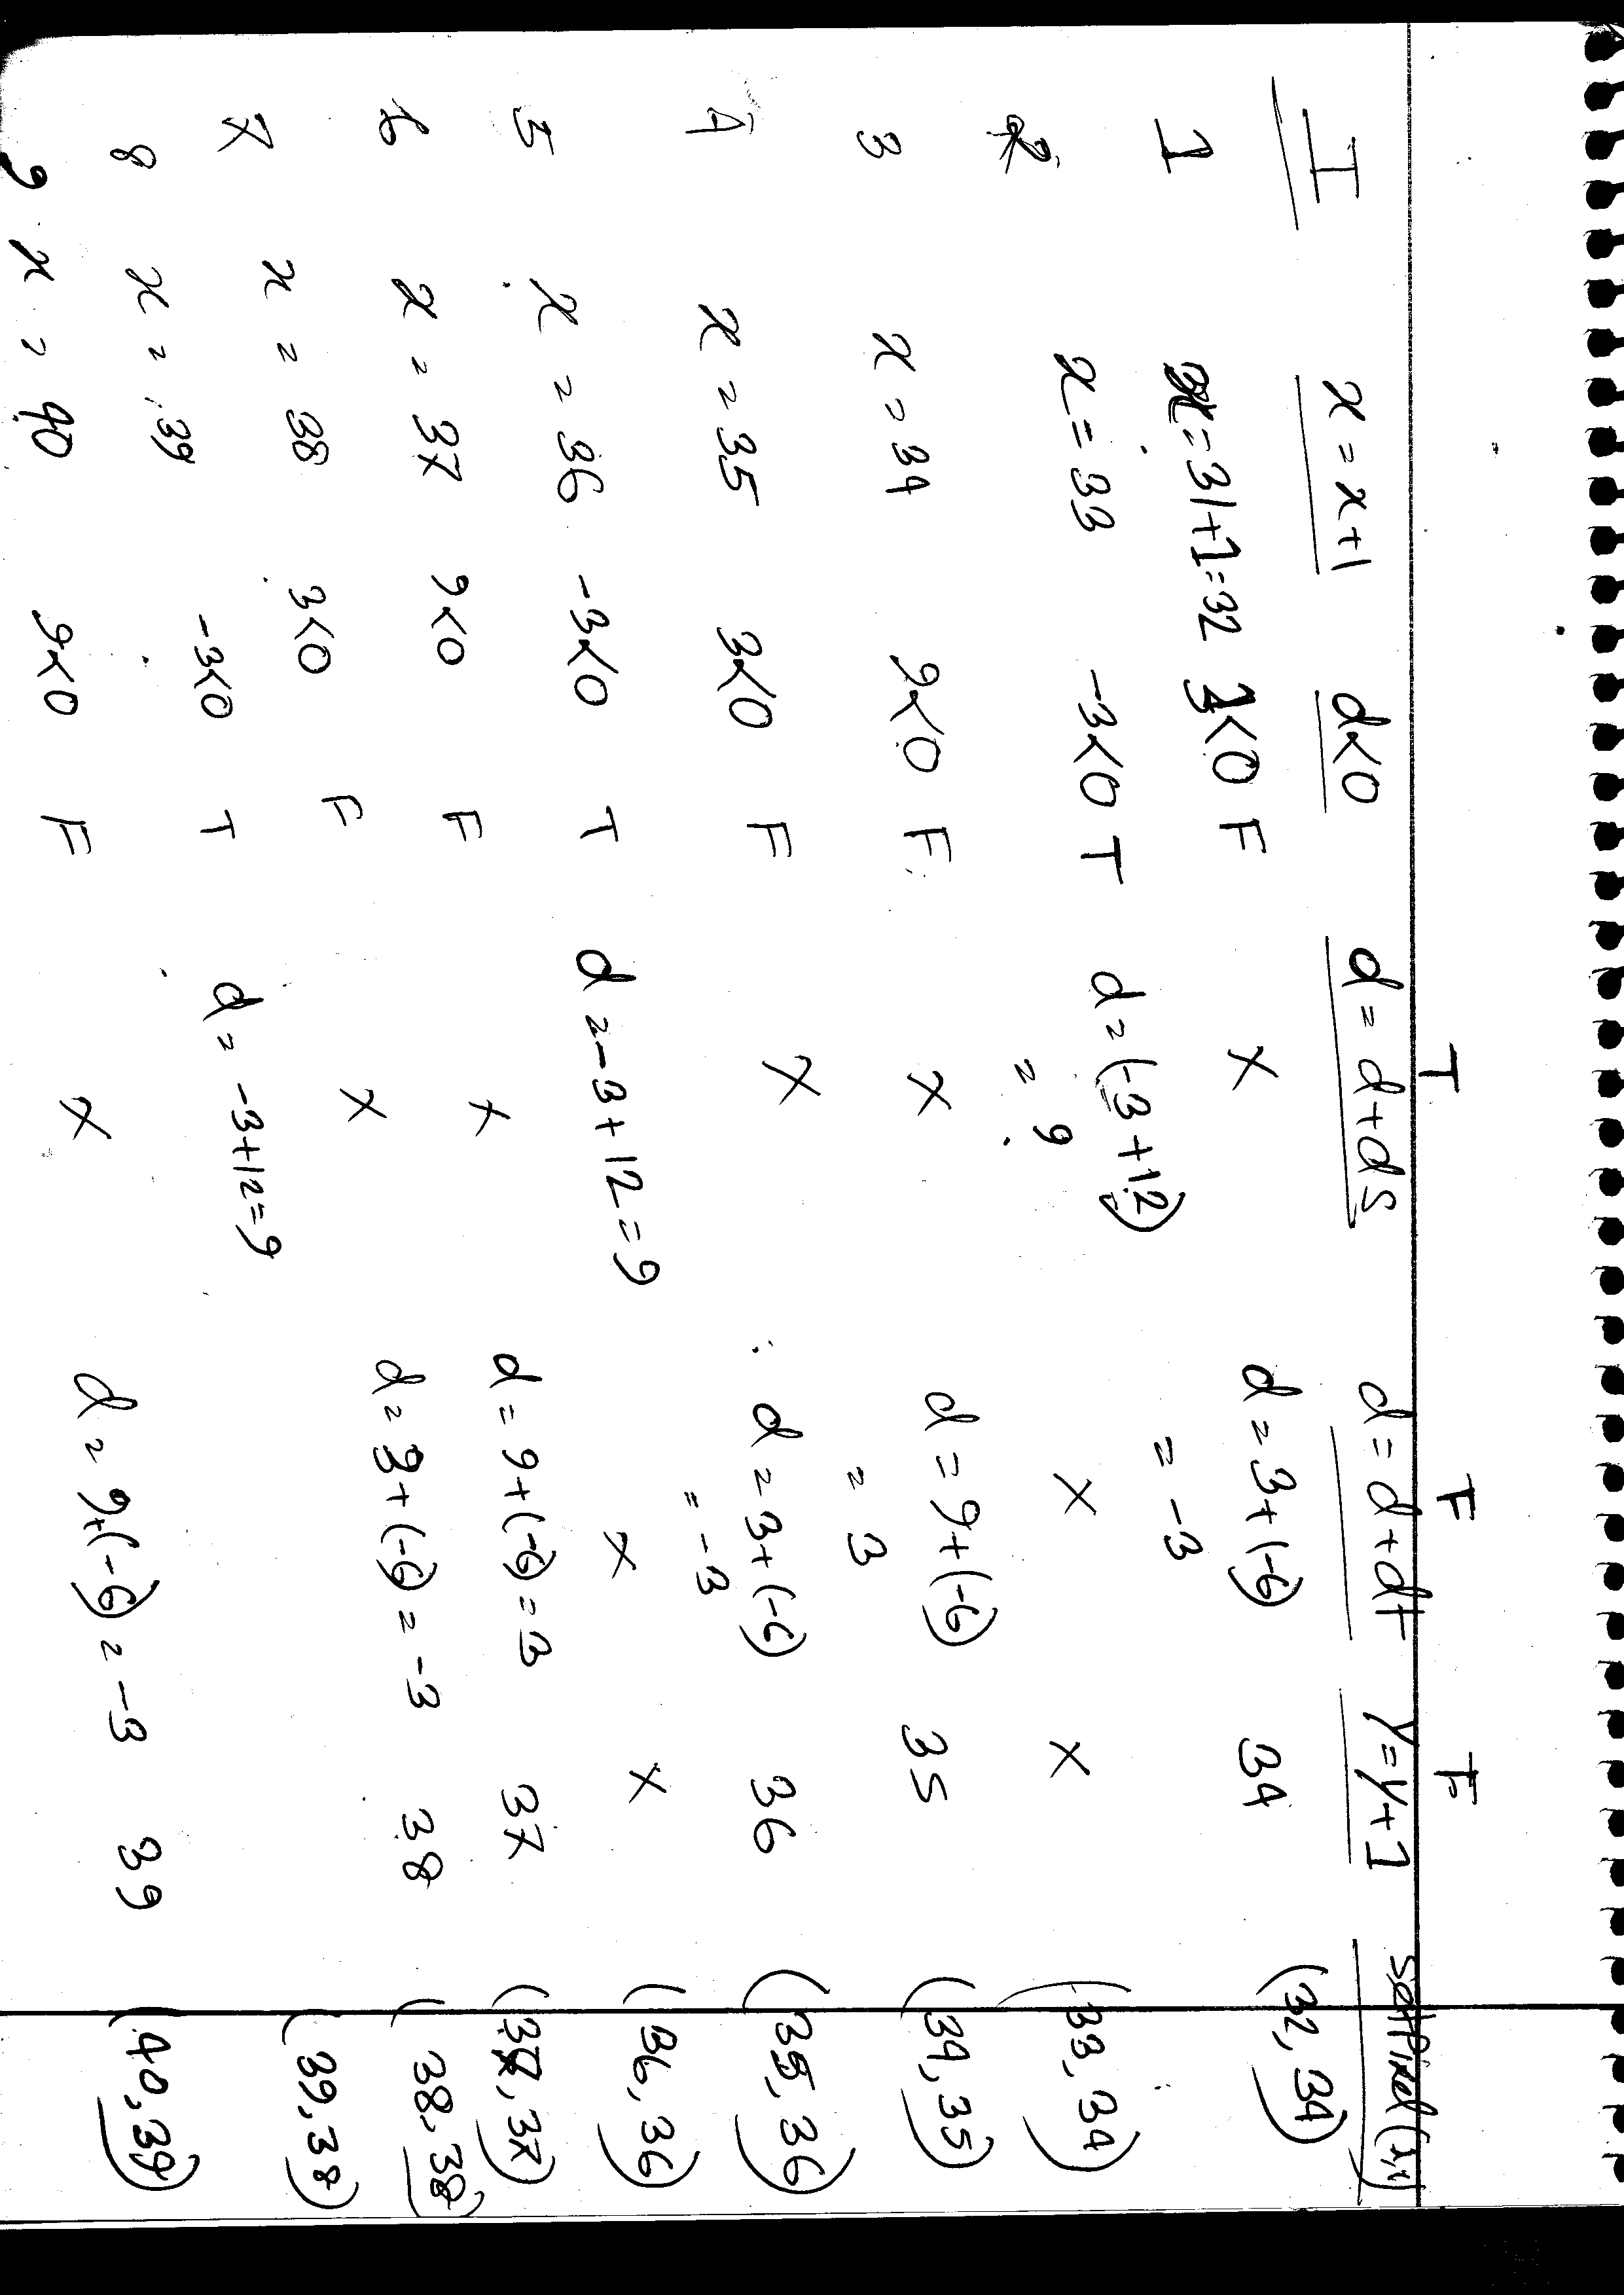 T F F
I x = x+1 d<0 d = d+ds d = d+dt y=y+1 setPixel(x,y)
1 x=31+1=32 3<0 F × d = 3+(-6) 34 (32, 34)
= -3
2 x = 33 -3<0 T d = (-3+12) × × (33, 34)
= 9
3 x = 34 9<0 F × d = 9+(-6) 35 (34, 35)
= 3
4 x = 35 3<0 F × d = 3+(-6) 36 (35, 36)
= -3
5 x = 36 -3<0 T d = -3+12=9 × × (36, 36)
6 x = 37 9<0 F × d = 9+(-6)=3 37 (37, 37)
7 x = 38 3<0 F × d = 3+(-6) = -3 38 (38, 38)
8 x = 39 -3<0 T d = -3+12=9 (39, 38)
9 x = 40 9<0 F × d = 9+(-6) = -3 39 (40, 39)